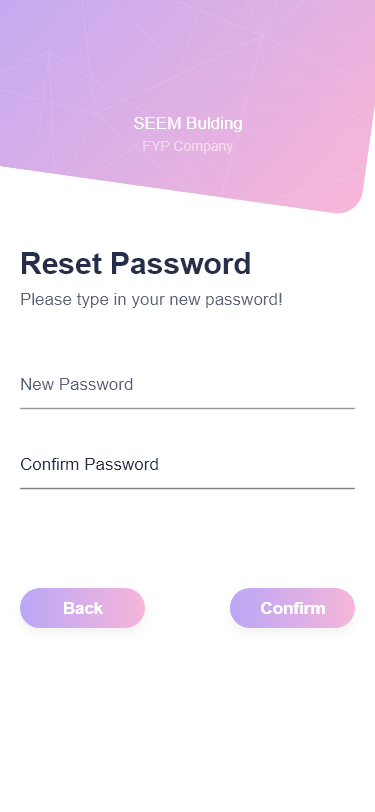 SEEM Bulding
FYP Company
Reset Password
Please type in your new password!
New Password
Confirm Password
Back
Confirm